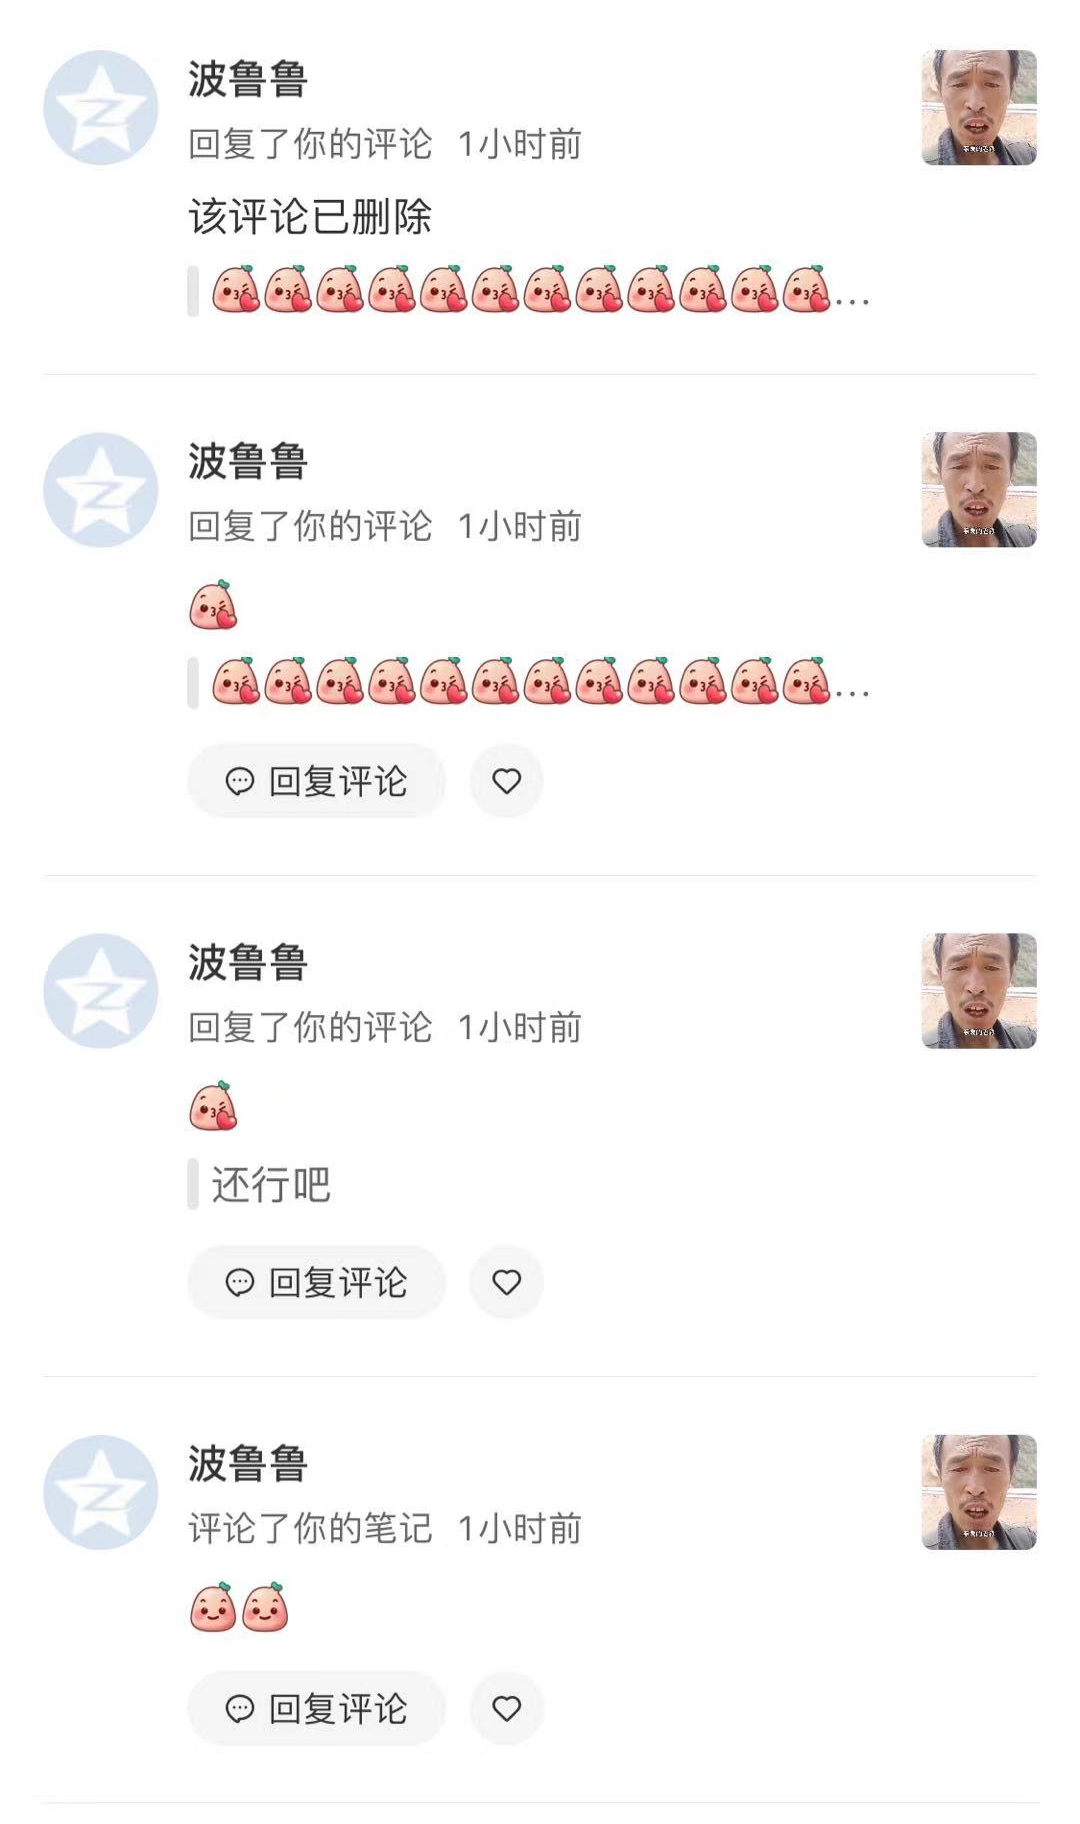 波鲁鲁
回复了你的评论 1小时前
该评论已删除
...
波鲁鲁
回复了你的评论 1小时前
...
回复评论
波鲁鲁
回复了你的评论 1小时前
还行吧
回复评论
波鲁鲁
评论了你的笔记 1小时前
回复评论